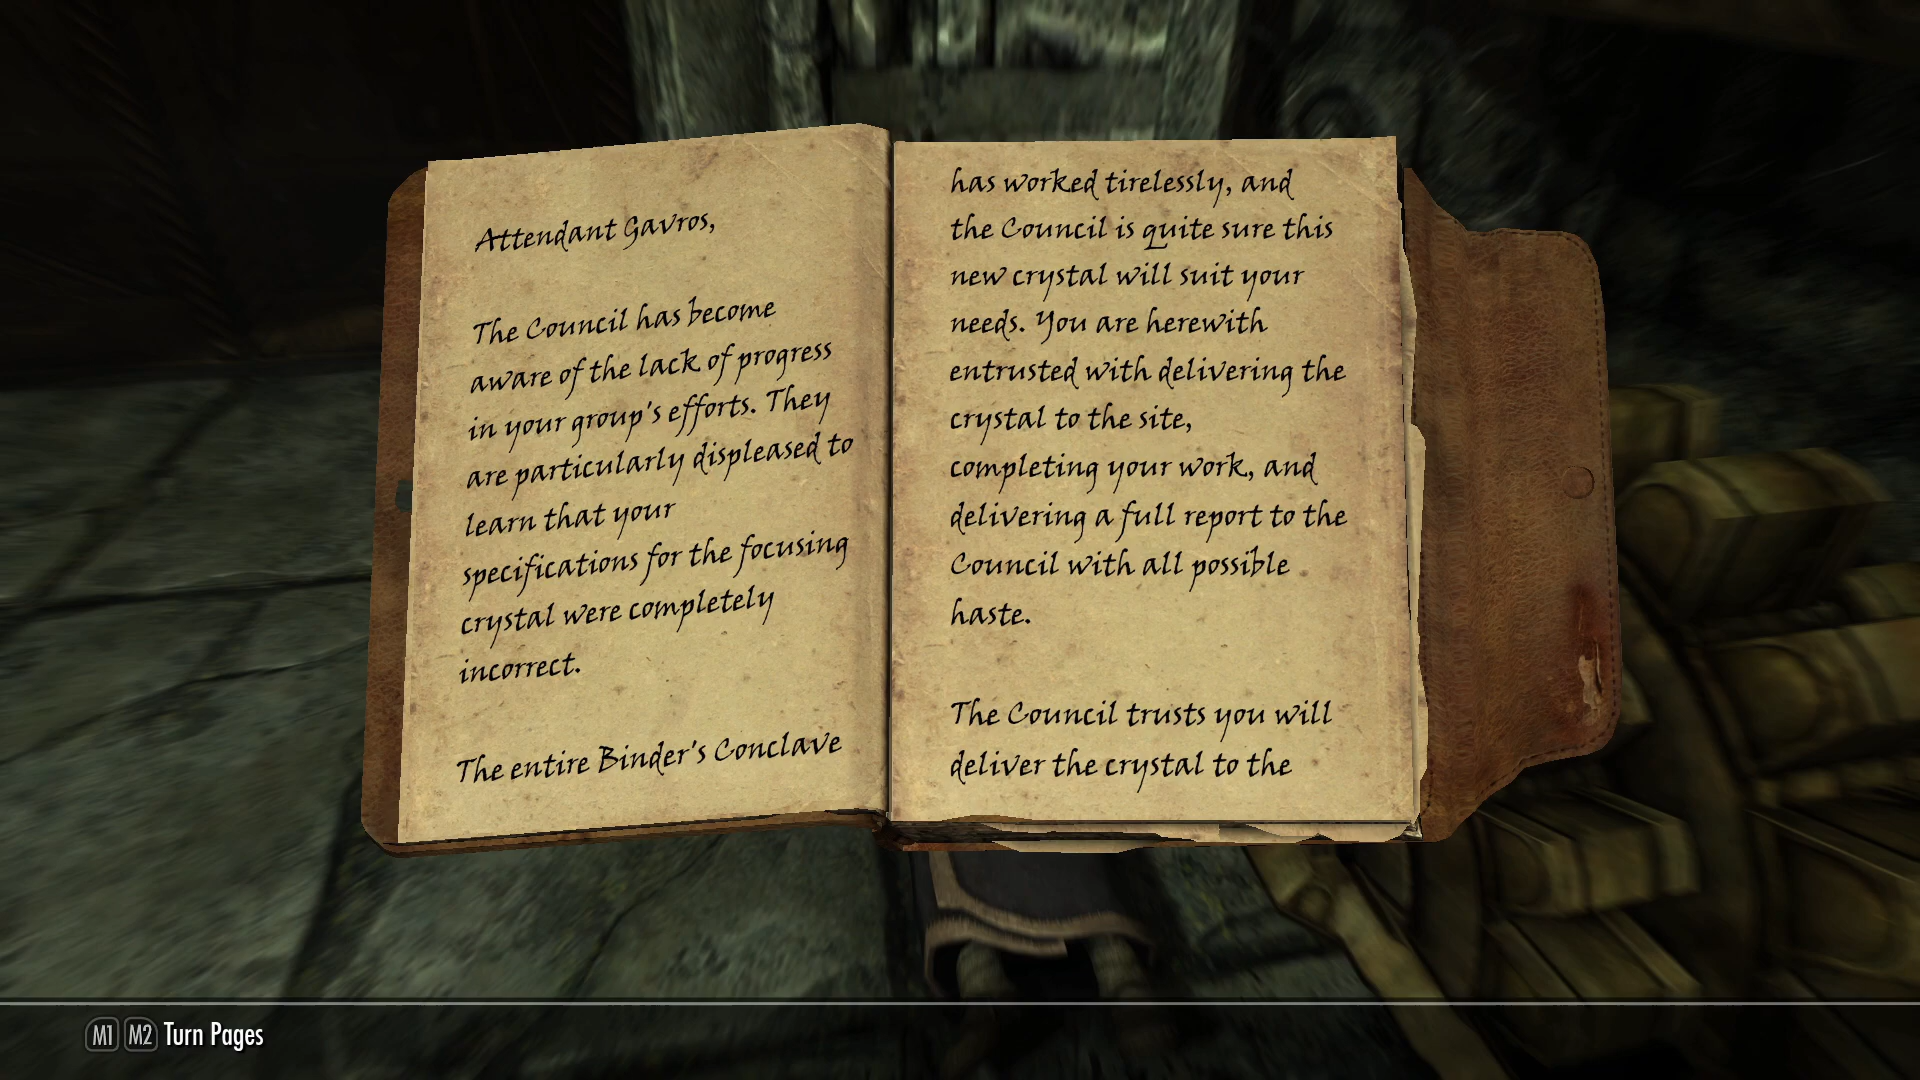 Attendant Gavros,
The Council has become
aware of the lack of progress
in your group's efforts. They
are particularly displeased to
learn that your
specifications for the focusing
crystal were completely
incorrect.
The entire Binder's Conclave
has worked tirelessly, and
the Council is quite sure this
new crystal will suit your
needs. You are herewith
entrusted with delivering the
crystal to the site,
completing your work, and
delivering a full report to the
Council with all possible
haste.
The Council trusts you will
deliver the crystal to the
M1 M2 Turn Pages